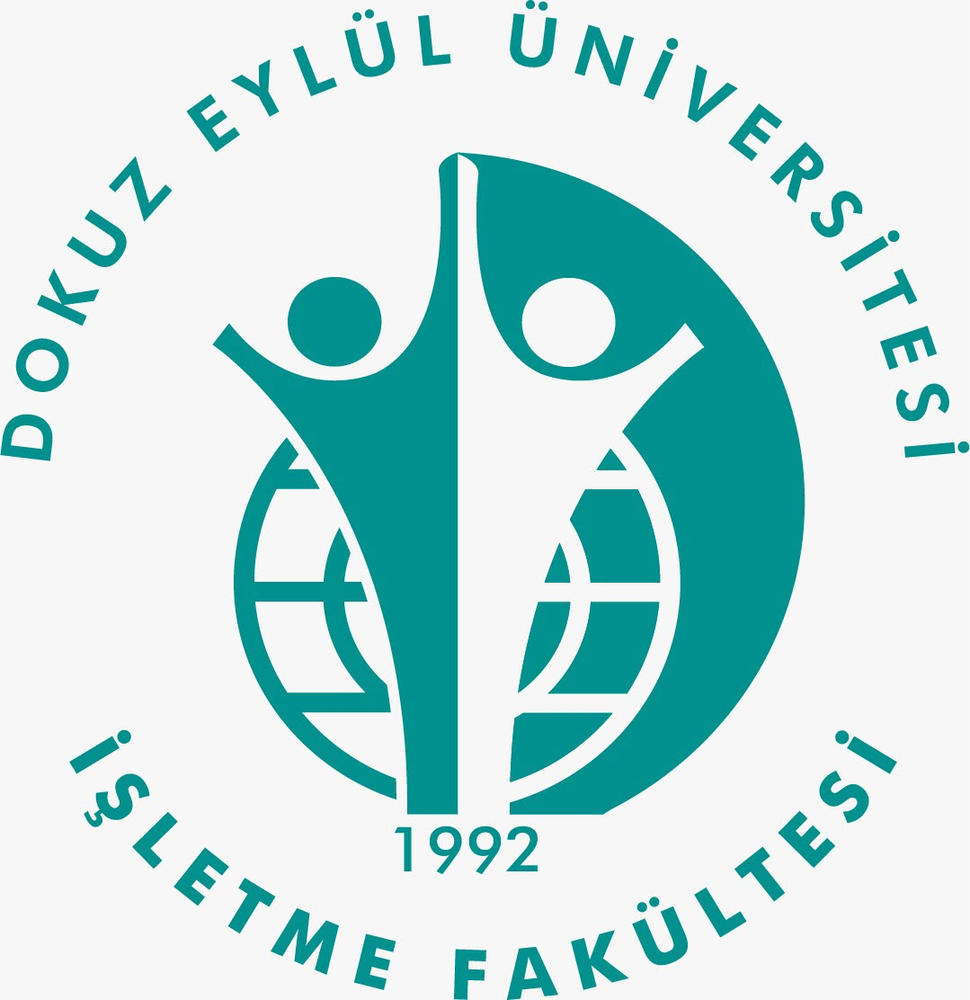 DOKUZ EYLÜL ÜNİVERSİTESİ
1992
İŞLETME FAKÜLTESİ